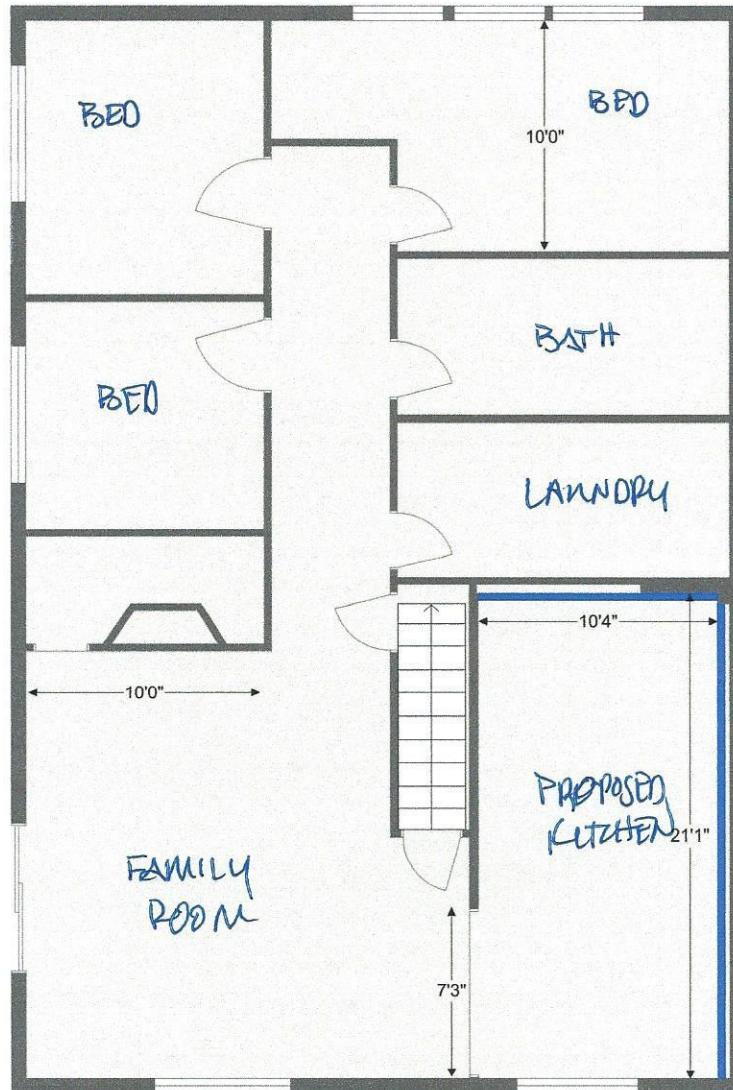 BED
BED
10'0"
BATH
BED
LAUNDRY
10'4"
10'0"
PROPOSED
KITCHEN
21'1"
FAMILY
ROOM
7'3"